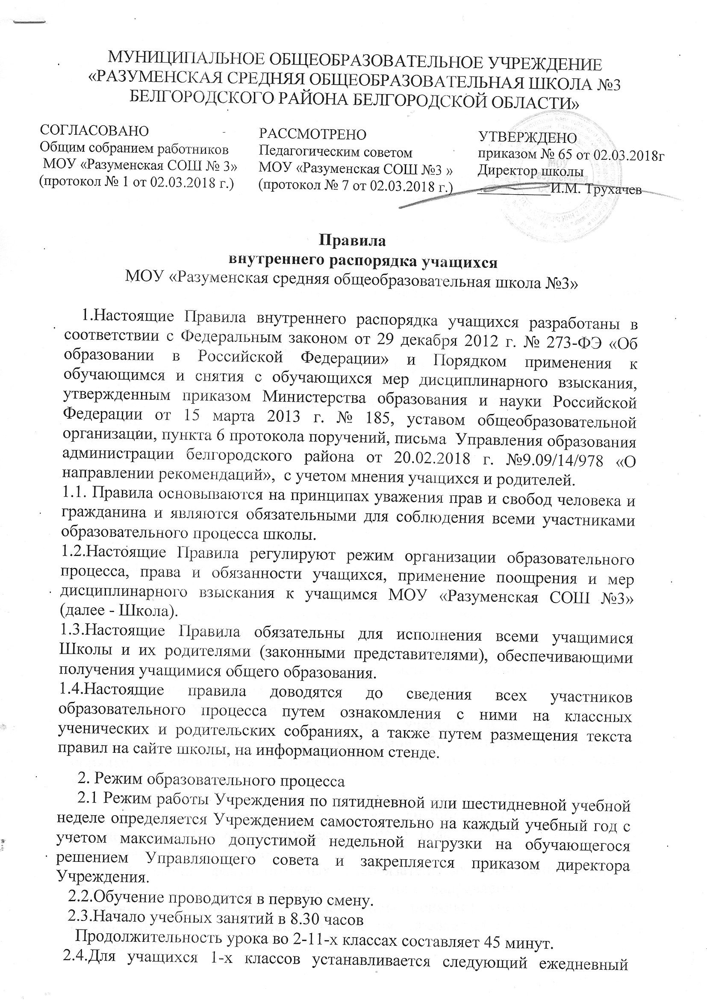 МУНИЦИПАЛЬНОЕ ОБЩЕОБРАЗОВАТЕЛЬНОЕ УЧРЕЖДЕНИЕ
«РАЗУМЕНСКАЯ СРЕДНЯЯ ОБЩЕОБРАЗОВАТЕЛЬНАЯ ШКОЛА №3
БЕЛГОРОДСКОГО РАЙОНА БЕЛГОРОДСКОЙ ОБЛАСТИ»
СОГЛАСОВАНО
Общим собранием работников
МОУ «Разуменская СОШ № 3»
(протокол № 1 от 02.03.2018 г.)
РАССМОТРЕНО
Педагогическим советом
МОУ «Разуменская СОШ №3 »
(протокол № 7 от 02.03.2018 г.)
УТВЕРЖДЕНО
приказом № 65 от 02.03.2018г
Директор школы
____________И.М. Трухачев
Правила
внутреннего распорядка учащихся
МОУ «Разуменская средняя общеобразовательная школа №3»
1.Настоящие Правила внутреннего распорядка учащихся разработаны в
соответствии с Федеральным законом от 29 декабря 2012 г. № 273-ФЭ «Об
образовании в Российской Федерации» и Порядком применения к
обучающимся и снятия с обучающихся мер дисциплинарного взыскания,
утвержденным приказом Министерства образования и науки Российской
Федерации от 15 марта 2013 г. № 185, уставом общеобразовательной
организации, пункта 6 протокола поручений, письма Управления образования
администрации белгородского района от 20.02.2018 г. №9.09/14/978 «О
направлении рекомендаций», с учетом мнения учащихся и родителей.
1.1. Правила основываются на принципах уважения прав и свобод человека и
гражданина и являются обязательными для соблюдения всеми участниками
образовательного процесса школы.
1.2.Настоящие Правила регулируют режим организации образовательного
процесса, права и обязанности учащихся, применение поощрения и мер
дисциплинарного взыскания к учащимся МОУ «Разуменская СОШ №3»
(далее - Школа).
1.3.Настоящие Правила обязательны для исполнения всеми учащимися
Школы и их родителями (законными представителями), обеспечивающими
получения учащимися общего образования.
1.4.Настоящие правила доводятся до сведения всех участников
образовательного процесса путем ознакомления с ними на классных
ученических и родительских собраниях, а также путем размещения текста
правил на сайте школы, на информационном стенде.
2. Режим образовательного процесса
2.1 Режим работы Учреждения по пятидневной или шестидневной учебной
неделе определяется Учреждением самостоятельно на каждый учебный год с
учетом максимально допустимой недельной нагрузки на обучающегося
решением Управляющего совета и закрепляется приказом директора
Учреждения.
2.2.Обучение проводится в первую смену.
2.3.Начало учебных занятий в 8.30 часов
Продолжительность урока во 2-11-х классах составляет 45 минут.
2.4.Для учащихся 1-х классов устанавливается следующий ежедневный